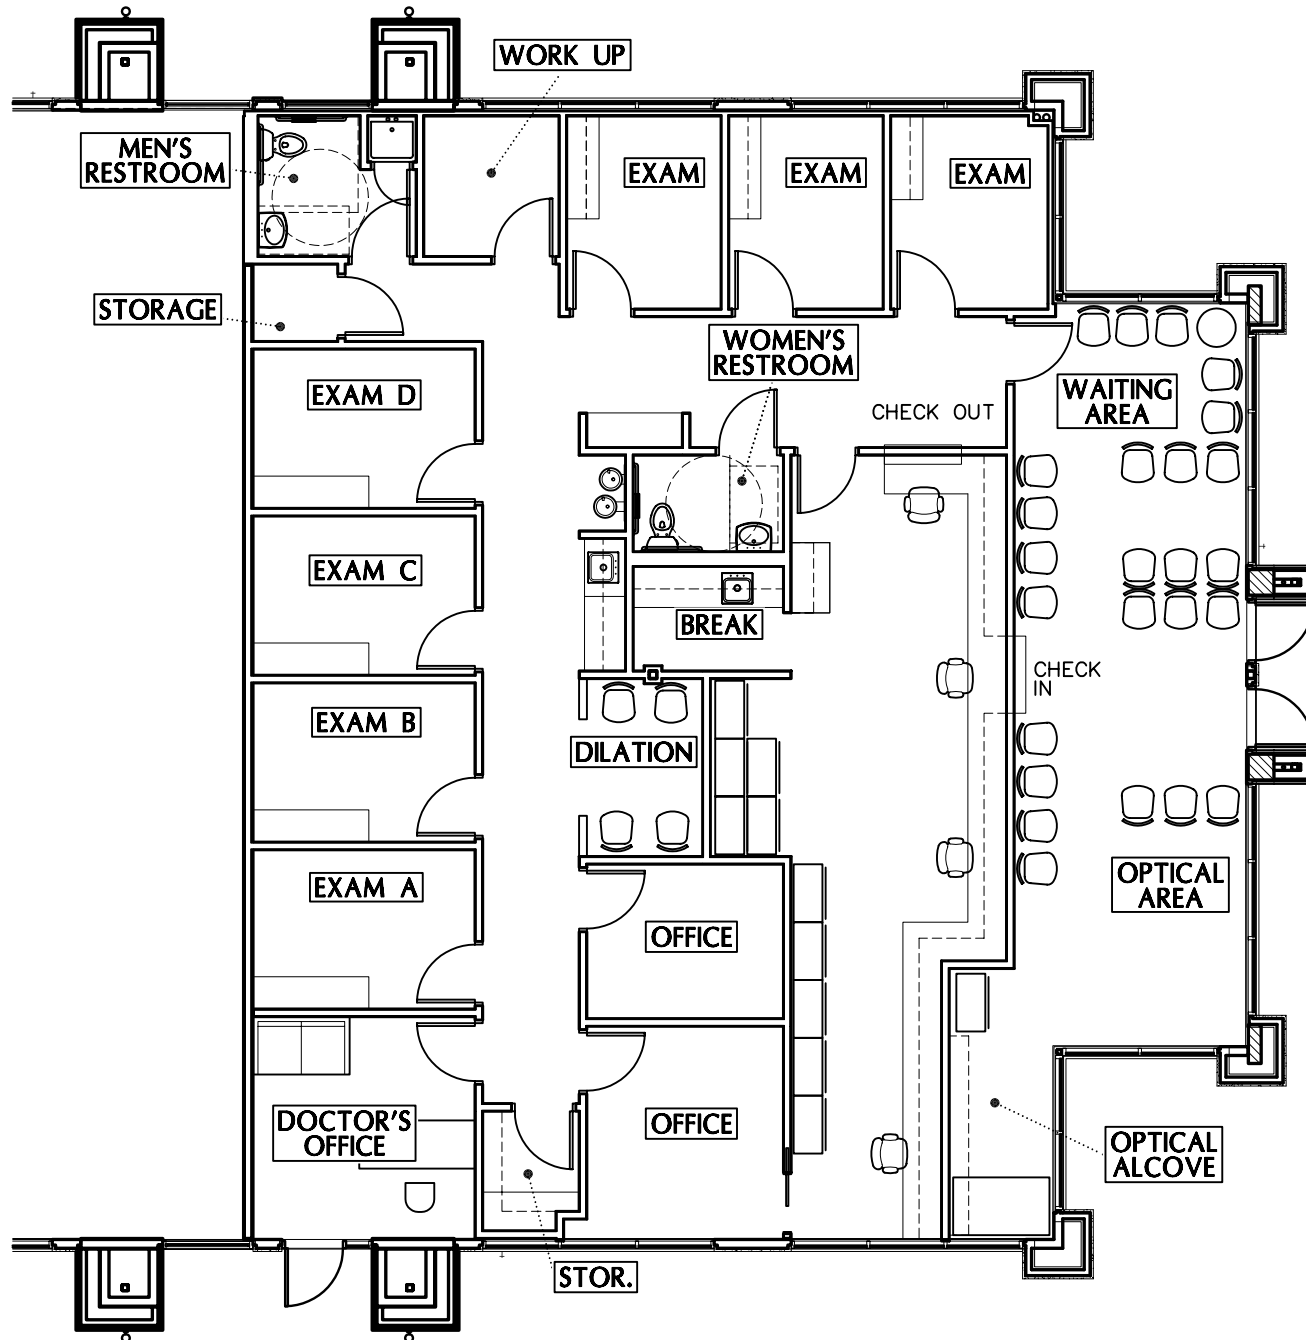 WORK UP
MEN'S
RESTROOM
EXAM
EXAM
EXAM
STORAGE
WOMEN'S
RESTROOM
EXAM D
WAITING
AREA
CHECK OUT
EXAM C
BREAK
CHECK
IN
EXAM B
DILATION
EXAM A
OPTICAL
AREA
OFFICE
DOCTOR'S
OFFICE
OFFICE
OPTICAL
ALCOVE
STOR.